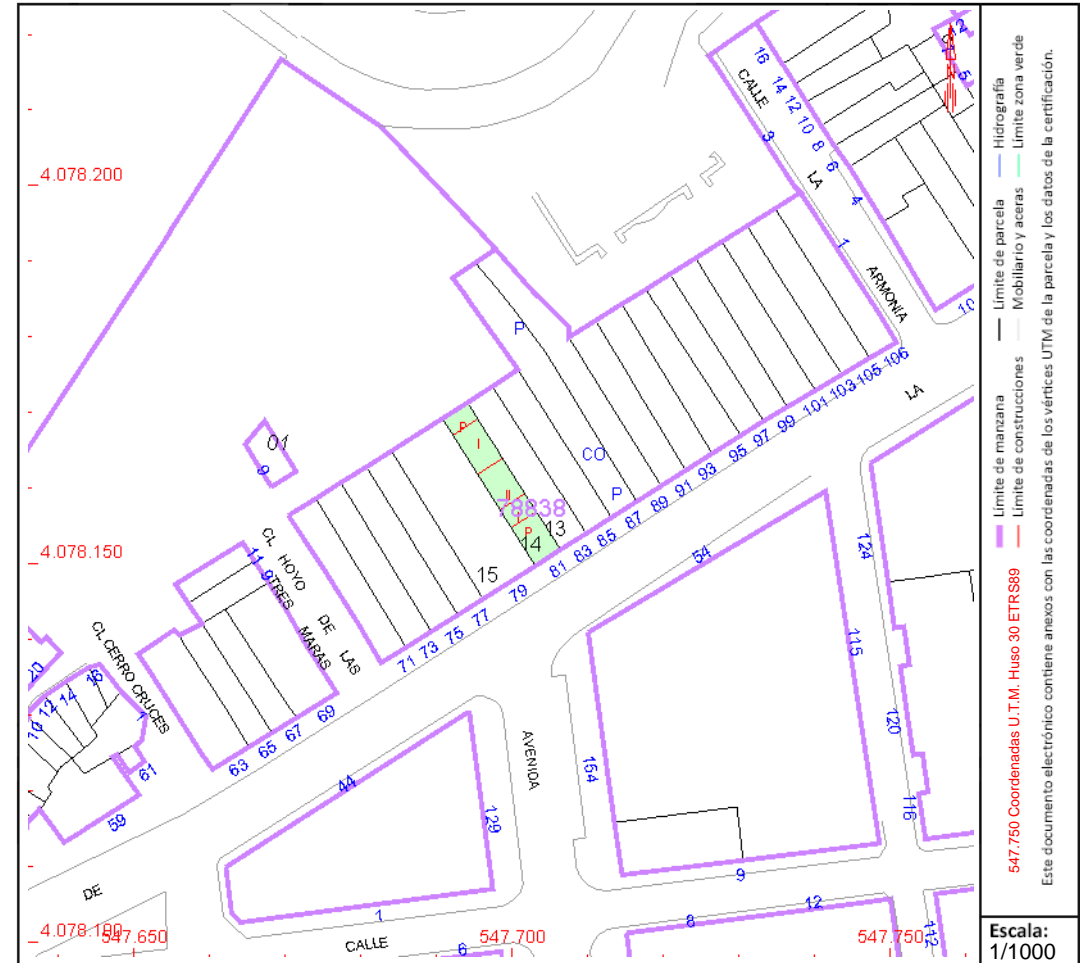 4.078.200
4.078.150
4.078.100
547.650
547.700
547.750
16
14
12
10
8
6
4
CALLE
LA
ARMONIA
3
1
10
2
5
P
CO
P
01
9
P
I
II
I
P
78838
13
14
15
106
105
103
101
99
97
95
93
91
89
87
85
83
81
79
77
75
73
71
LA
CL HOYO
TRES
DE
LAS
MARAS
11
9
CL CERRO CRUCES
20
16
14
12
10
1
61
59
63
65
67
69
54
124
115
120
116
154
44
129
AVENIDA
9
1
DE
CALLE
6
8
12
112
Límite de manzana
Límite de parcela
Hidrografía
Límite de construcciones
Mobiliario y aceras
Límite zona verde
547.750 Coordenadas U.T.M. Huso 30 ETRS89
Este documento electrónico contiene anexos con las coordenadas de los vértices UTM de la parcela y los datos de la certificación.
Escala:
1/1000